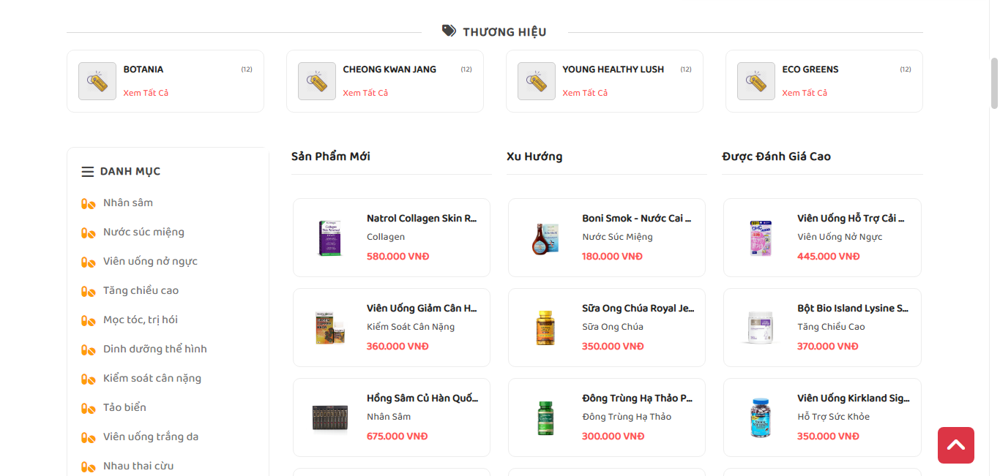 THƯƠNG HIỆU
BOTANIA (12)
Xem Tất Cả
CHEONG KWAN JANG (12)
Xem Tất Cả
YOUNG HEALTHY LUSH (12)
Xem Tất Cả
ECO GREENS (12)
Xem Tất Cả
DANH MỤC
Nhân sâm
Nước súc miệng
Viên uống nở ngực
Tăng chiều cao
Mọc tóc, trị hói
Dinh dưỡng thể hình
Kiểm soát cân nặng
Tảo biển
Viên uống trắng da
Nhau thai cừu
Sản Phẩm Mới
Natrol Collagen Skin R...
Collagen
580.000 VNĐ
Viên Uống Giảm Cân H...
Kiểm Soát Cân Nặng
360.000 VNĐ
Hồng Sâm Củ Hàn Quố...
Nhân Sâm
675.000 VNĐ
Xu Hướng
Boni Smok - Nước Cai ...
Nước Súc Miệng
180.000 VNĐ
Sữa Ong Chúa Royal Je...
Sữa Ong Chúa
350.000 VNĐ
Đông Trùng Hạ Thảo P...
Đông Trùng Hạ Thảo
300.000 VNĐ
Được Đánh Giá Cao
Viên Uống Hỗ Trợ Cải ...
Viên Uống Nở Ngực
445.000 VNĐ
Bột Bio Island Lysine S...
Tăng Chiều Cao
370.000 VNĐ
Viên Uống Kirkland Sig...
Hỗ Trợ Sức Khỏe
350.000 VNĐ